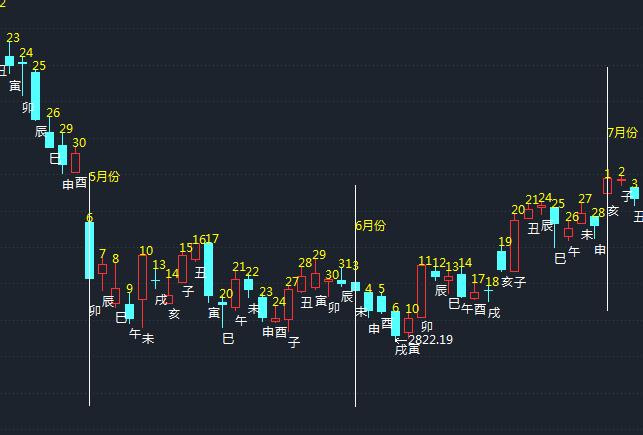 2
23
丑
24
寅
25
卯
26
辰
29
巳
30
申
酉
5月份
6
卯
7
辰
8
巳
9
午
10
未
13
戌
14
亥
15
子
16
丑
17
寅
20
巳
21
午
22
未
23
申
24
酉
27
子
28
丑
29
寅
30
卯
31
辰
6月份
3
未
4
申
5
酉
6
戌
←2822.19
10
寅
11
卯
12
辰
13
巳
14
午
17
酉
18
戌
19
亥
20
子
21
丑
24
辰
25
巳
26
午
27
未
28
申
7月份
1
亥
2
子
3
丑